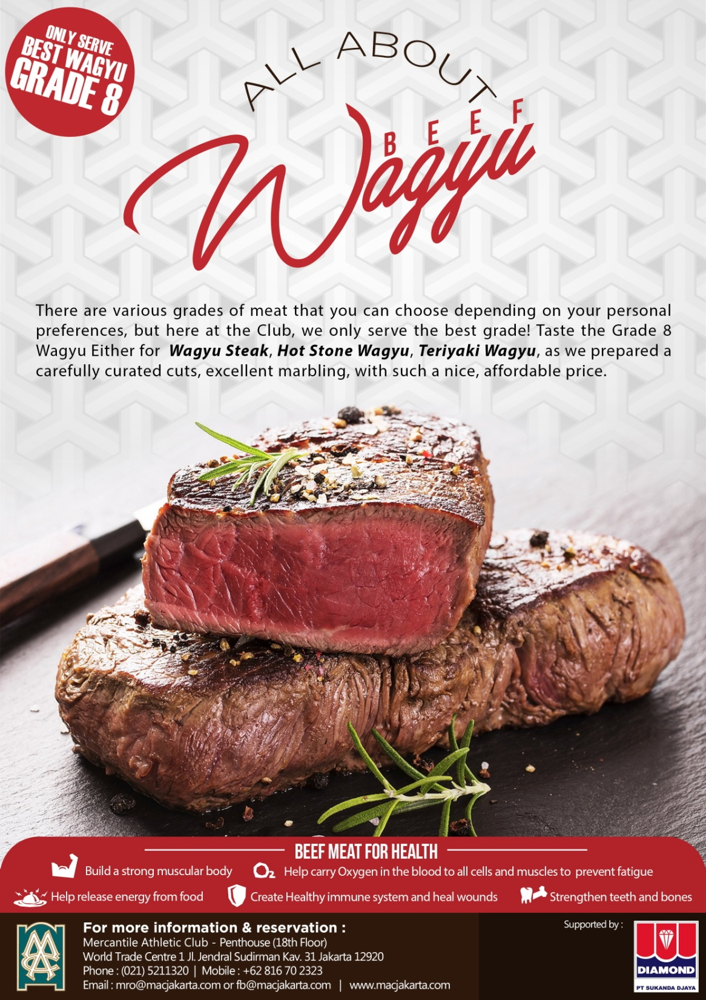 ONLY SERVE
BEST WAGYU
GRADE 8
ALL ABOUT
BEEF
Wagyu
There are various grades of meat that you can choose depending on your personal
preferences, but here at the Club, we only serve the best grade! Taste the Grade 8
Wagyu Either for Wagyu Steak, Hot Stone Wagyu, Teriyaki Wagyu, as we prepared a
carefully curated cuts, excellent marbling, with such a nice, affordable price.
BEEF MEAT FOR HEALTH
Build a strong muscular body
O2 Help carry Oxygen in the blood to all cells and muscles to prevent fatigue
Help release energy from food
Create Healthy immune system and heal wounds
Strengthen teeth and bones
MAC
For more information & reservation :
Mercantile Athletic Club - Penthouse (18th Floor)
World Trade Centre 1 Jl. Jendral Sudirman Kav. 31 Jakarta 12920
Phone : (021) 5211320 | Mobile : +62 816 70 2323
Email : mro@macjakarta.com or fb@macjakarta.com | www.macjakarta.com
Supported by :
DIAMOND
PT SUKANDA DJAYA